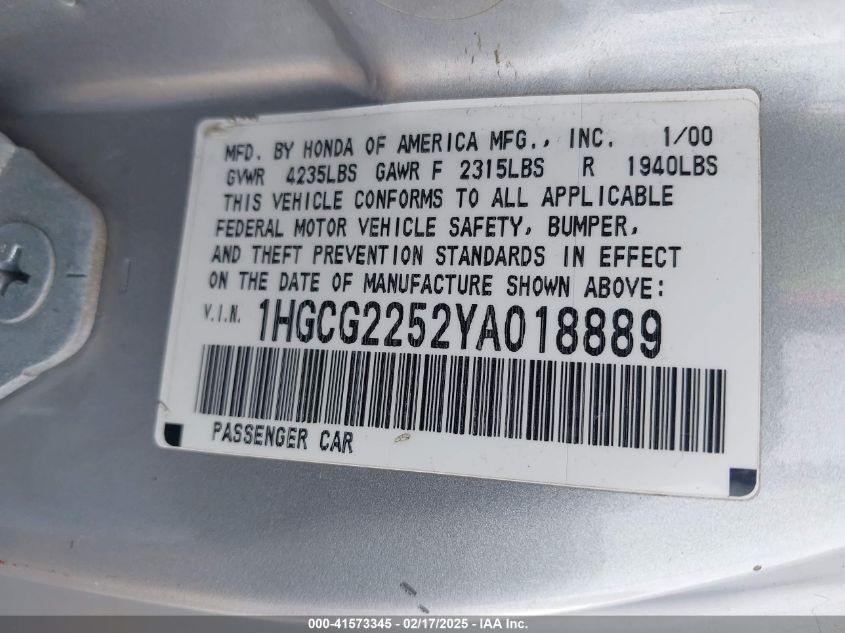 MFD. BY HONDA OF AMERICA MFG., INC. 1/00
GVWR 4235LBS GAWR F 2315LBS R 1940LBS
THIS VEHICLE CONFORMS TO ALL APPLICABLE
FEDERAL MOTOR VEHICLE SAFETY, BUMPER,
AND THEFT PREVENTION STANDARDS IN EFFECT
ON THE DATE OF MANUFACTURE SHOWN ABOVE:
V.I.N. 1HGCG2252YA018889
PASSENGER CAR
000-41573345 - 02/17/2025 - IAA Inc.